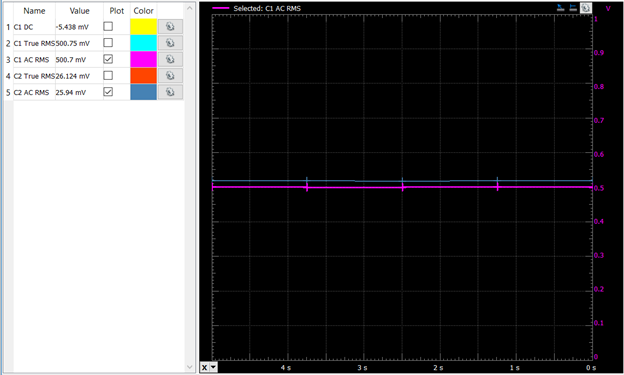 Name Value Plot Color
1 C1 DC -5.438 mV
2 C1 True RMS 500.75 mV
3 C1 AC RMS 500.7 mV
4 C2 True RMS 26.124 mV
5 C2 AC RMS 25.94 mV
Selected: C1 AC RMS
V
1
0.9
0.8
0.7
0.6
0.5
0.4
0.3
0.2
0.1
0
X
4 s 3 s 2 s 1 s 0 s